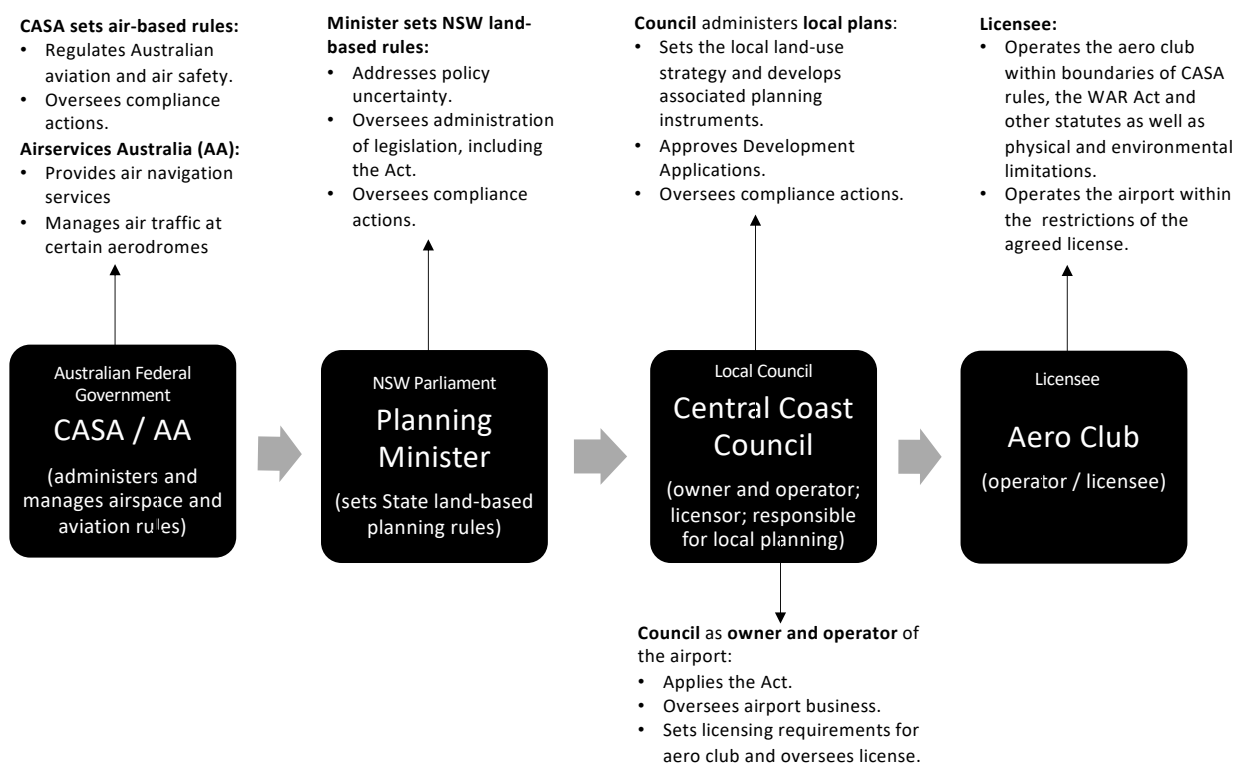 CASA sets air-based rules:
• Regulates Australian
aviation and air safety.
• Oversees compliance
actions.
Airservices Australia (AA):
• Provides air navigation
services
• Manages air traffic at
certain aerodromes
Minister sets NSW land-
based rules:
• Addresses policy
uncertainty.
• Oversees administration
of legislation, including
the Act.
• Oversees compliance
actions.
Council administers local plans:
• Sets the local land-use
strategy and develops
associated planning
instruments.
• Approves Development
Applications.
• Oversees compliance actions.
Licensee:
• Operates the aero club
within boundaries of CASA
rules, the WAR Act and
other statutes as well as
physical and environmental
limitations.
• Operates the airport within
the restrictions of the
agreed license.
Australian Federal
Government
CASA / AA
(administers and
manages airspace and
aviation rules)
NSW Parliament
Planning
Minister
(sets State land-based
planning rules)
Local Council
Central Coast
Council
(owner and operator;
licensor; responsible
for local planning)
Licensee
Aero Club
(operator / licensee)
Council as owner and operator of
the airport:
• Applies the Act.
• Oversees airport business.
• Sets licensing requirements for
aero club and oversees license.